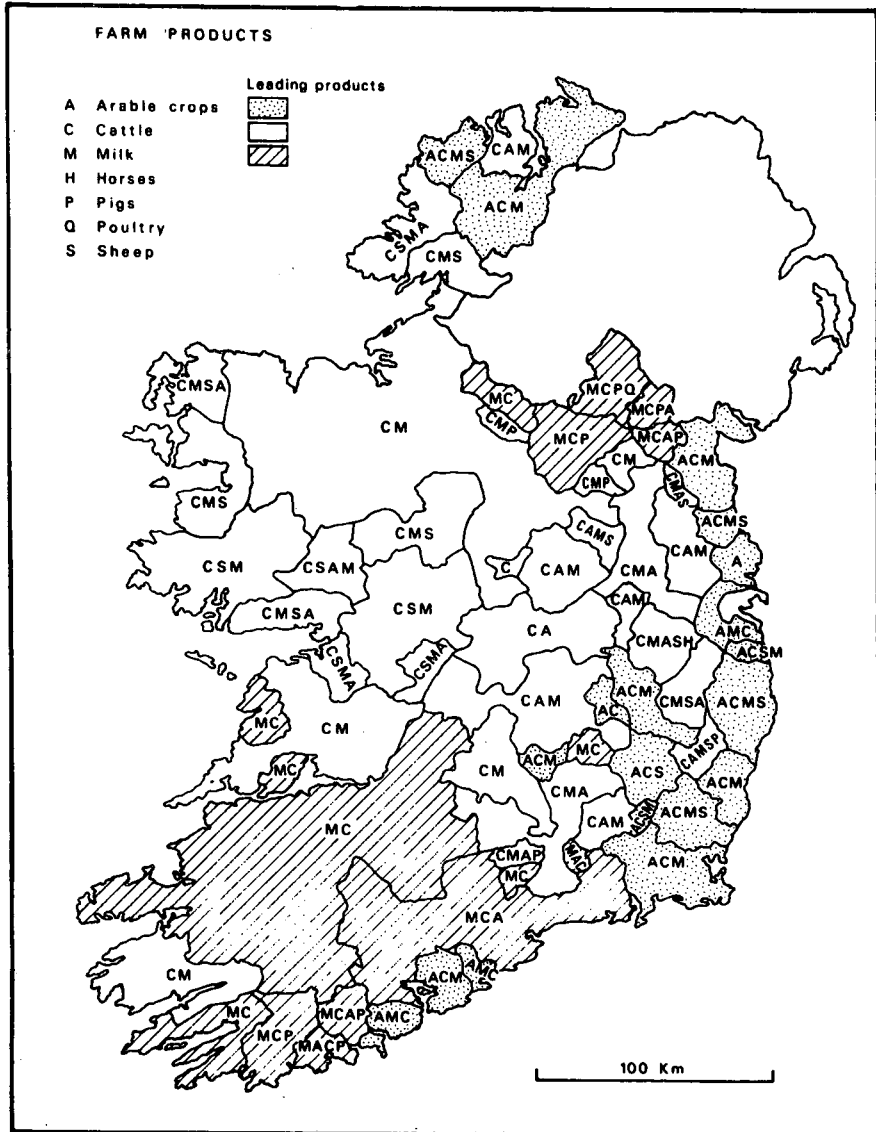 FARM PRODUCTS
Leading products
A Arable crops
C Cattle
M Milk
H Horses
P Pigs
Q Poultry
S Sheep
ACMS
CAM
ACM
CSMA
CMS
CMSA
CM
MC
CMP
MCPQ
MCPA
MCP
MCAP
CM
ACM
CMP
CMAS
CMS
CMS
CAMS
ACMS
CSM
CSAM
C
CAM
CMA
CAM
A
CMSA
CSM
CA
CAM
CMASH
AMC
ACSM
CSMA
CSMA
ACM
CMSA
ACMS
MC
CM
CAM
AC
CAMSP
MC
CM
ACM
MC
ACS
ACM
CMA
MC
CAM
ACSM
ACMS
CMAP
MAC
ACM
MC
MCA
CM
ACM
AMC
S
MC
MCP
MCAP
AMC
MACP
100 Km